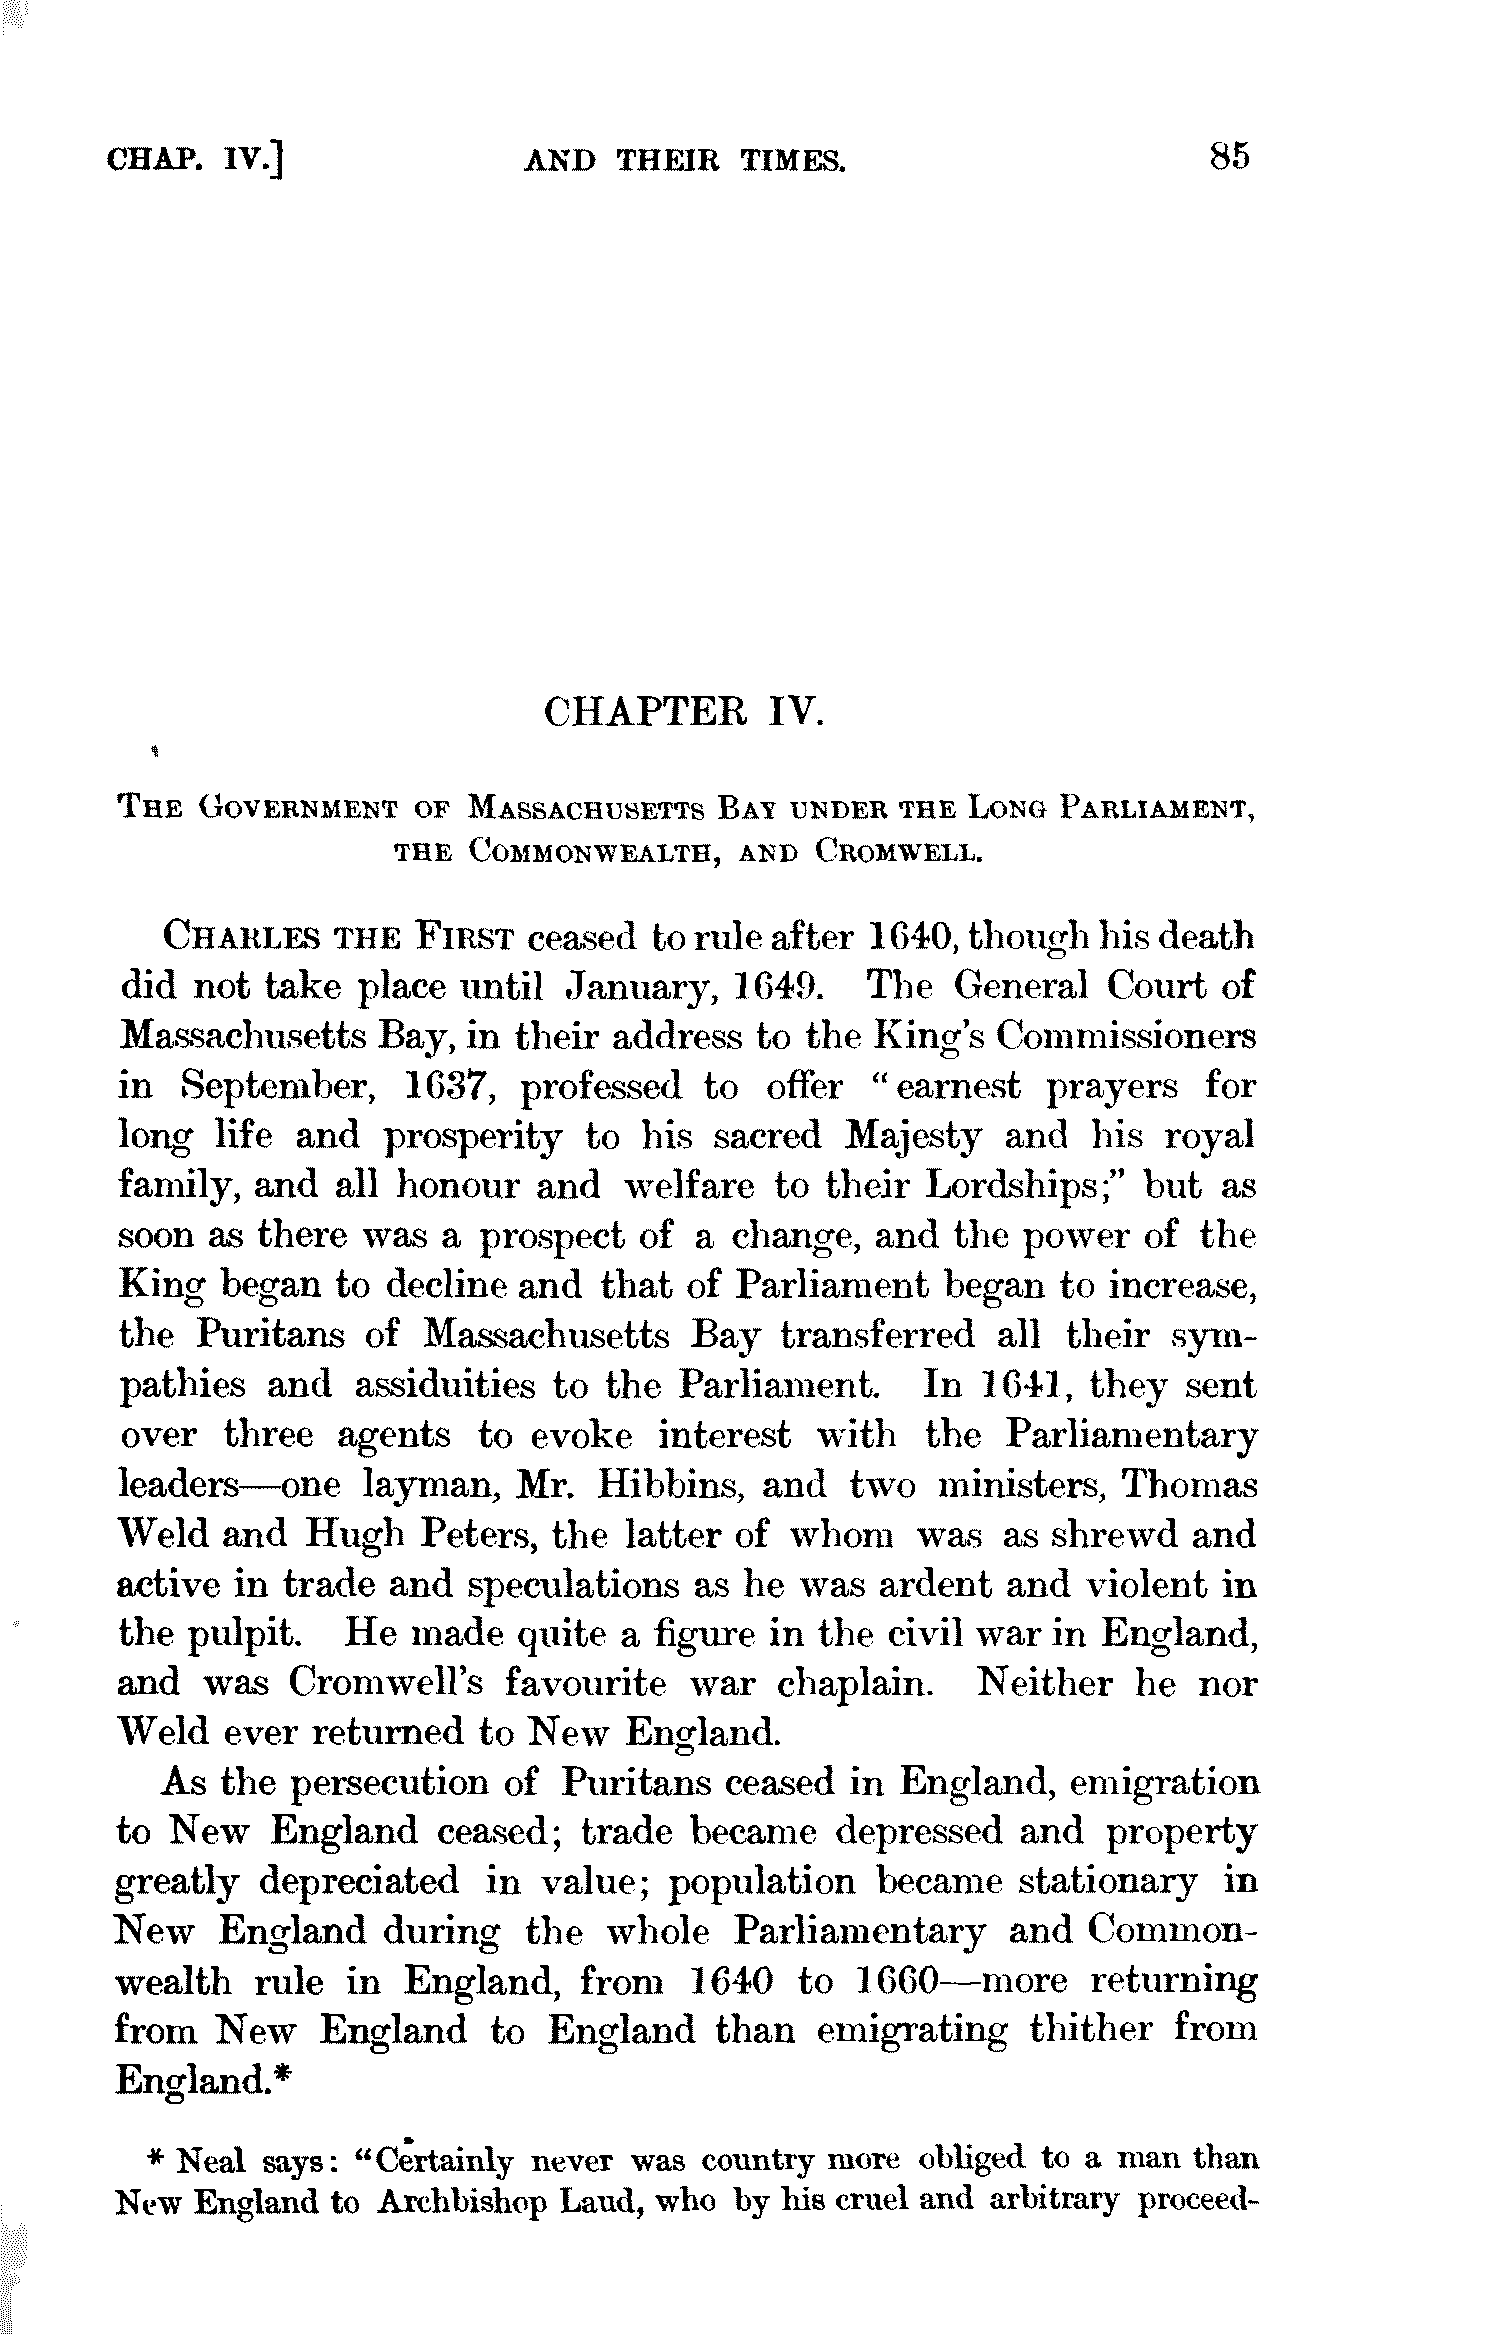 CHAP. IV.] AND THEIR TIMES. 85
CHAPTER IV.
THE GOVERNMENT OF MASSACHUSETTS BAY UNDER THE LONG PARLIAMENT,
THE COMMONWEALTH, AND CROMWELL.
CHARLES THE FIRST ceased to rule after 1640, though his death
did not take place until January, 1649. The General Court of
Massachusetts Bay, in their address to the King's Commissioners
in September, 1637, professed to offer "earnest prayers for
long life and prosperity to his sacred Majesty and his royal
family, and all honour and welfare to their Lordships;" but as
soon as there was a prospect of a change, and the power of the
King began to decline and that of Parliament began to increase,
the Puritans of Massachusetts Bay transferred all their sym-
pathies and assiduities to the Parliament. In 1641, they sent
over three agents to evoke interest with the Parliamentary
leaders—one layman, Mr. Hibbins, and two ministers, Thomas
Weld and Hugh Peters, the latter of whom was as shrewd and
active in trade and speculations as he was ardent and violent in
the pulpit. He made quite a figure in the civil war in England,
and was Cromwell's favourite war chaplain. Neither he nor
Weld ever returned to New England.
As the persecution of Puritans ceased in England, emigration
to New England ceased; trade became depressed and property
greatly depreciated in value; population became stationary in
New England during the whole Parliamentary and Common-
wealth rule in England, from 1640 to 1660—more returning
from New England to England than emigrating thither from
England.*
* Neal says: "Certainly never was country more obliged to a man than
New England to Archbishop Laud, who by his cruel and arbitrary proceed-